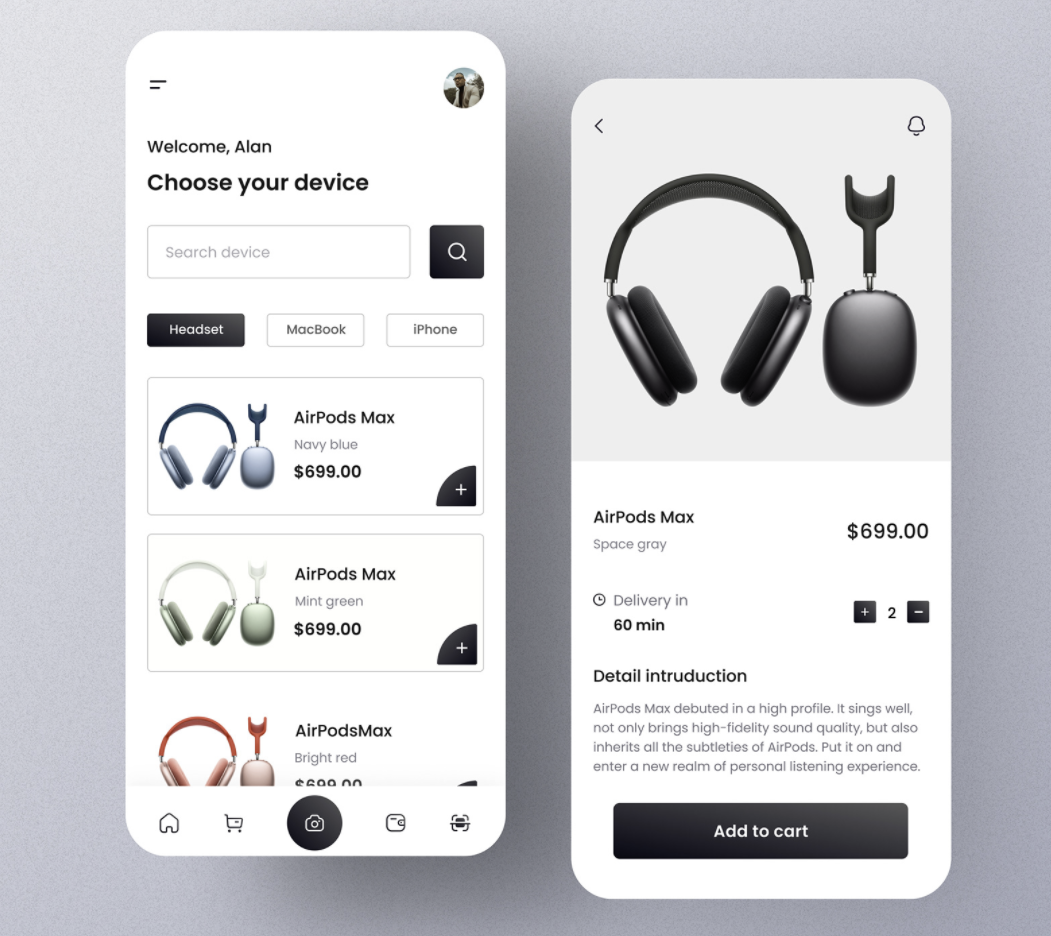 Welcome, Alan
Choose your device
Search device
Headset
MacBook
iPhone
AirPods Max
Navy blue
$699.00
+
AirPods Max
Mint green
$699.00
+
AirPodsMax
Bright red
$699.00
AirPods Max
Space gray
$699.00
Delivery in
60 min
+ 2 −
Detail intruduction
AirPods Max debuted in a high profile. It sings well,
not only brings high-fidelity sound quality, but also
inherits all the subtleties of AirPods. Put it on and
enter a new realm of personal listening experience.
Add to cart